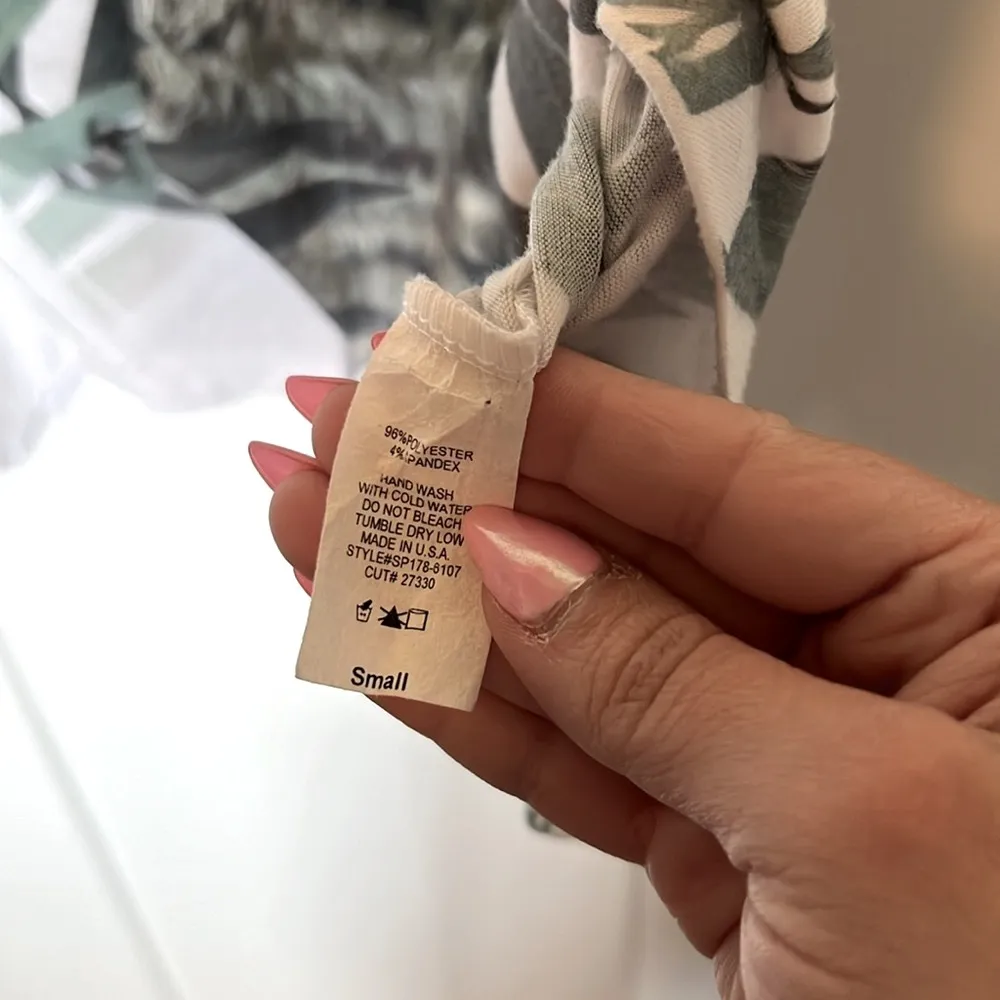 96%POLYESTER
4%SPANDEX
HAND WASH
WITH COLD WATER
DO NOT BLEACH
TUMBLE DRY LOW
MADE IN U.S.A.
STYLE#SP178-8107
CUT# 27330
Small